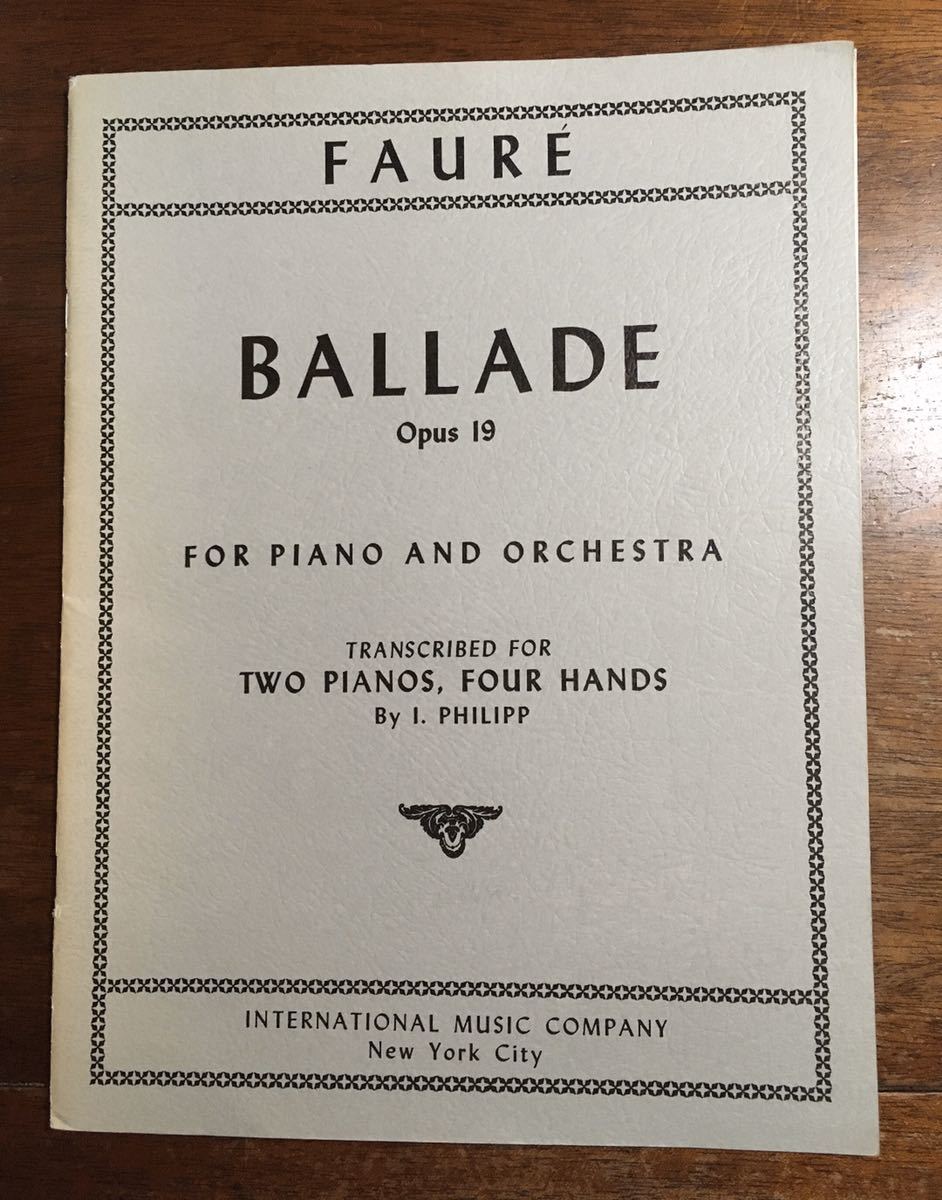 FAURÉ
BALLADE
Opus 19
FOR PIANO AND ORCHESTRA
TRANSCRIBED FOR
TWO PIANOS, FOUR HANDS
By I. PHILIPP
INTERNATIONAL MUSIC COMPANY
New York City